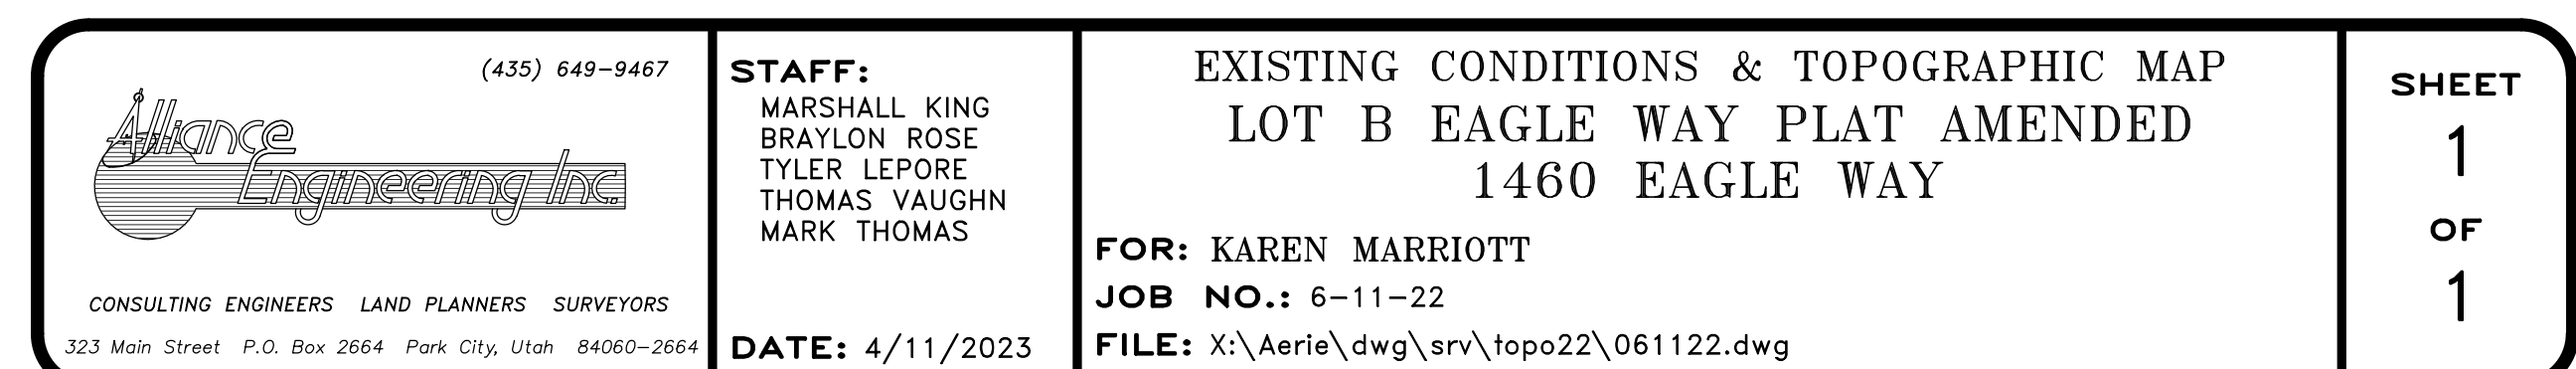 (435) 649-9467
Alliance
Engineering Inc.
CONSULTING ENGINEERS LAND PLANNERS SURVEYORS
323 Main Street P.O. Box 2664 Park City, Utah 84060-2664
STAFF:
MARSHALL KING
BRAYLON ROSE
TYLER LEPORE
THOMAS VAUGHN
MARK THOMAS
DATE: 4/11/2023
EXISTING CONDITIONS & TOPOGRAPHIC MAP
LOT B EAGLE WAY PLAT AMENDED
1460 EAGLE WAY
FOR: KAREN MARRIOTT
JOB NO.: 6-11-22
FILE: X:\Aerie\dwg\srv\topo22\061122.dwg
SHEET
1
OF
1